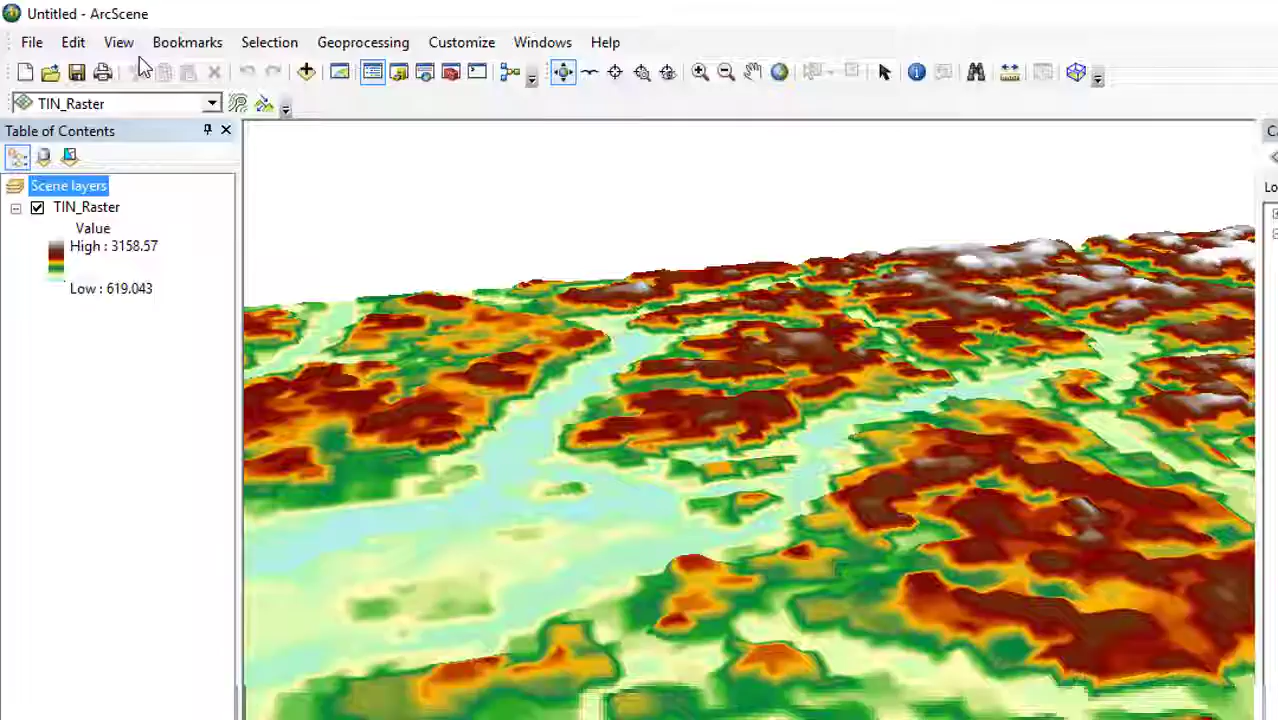 Untitled - ArcScene
File Edit View Bookmarks Selection Geoprocessing Customize Windows Help
TIN_Raster
Table of Contents
Scene layers
TIN_Raster
Value
High : 3158.57
Low : 619.043